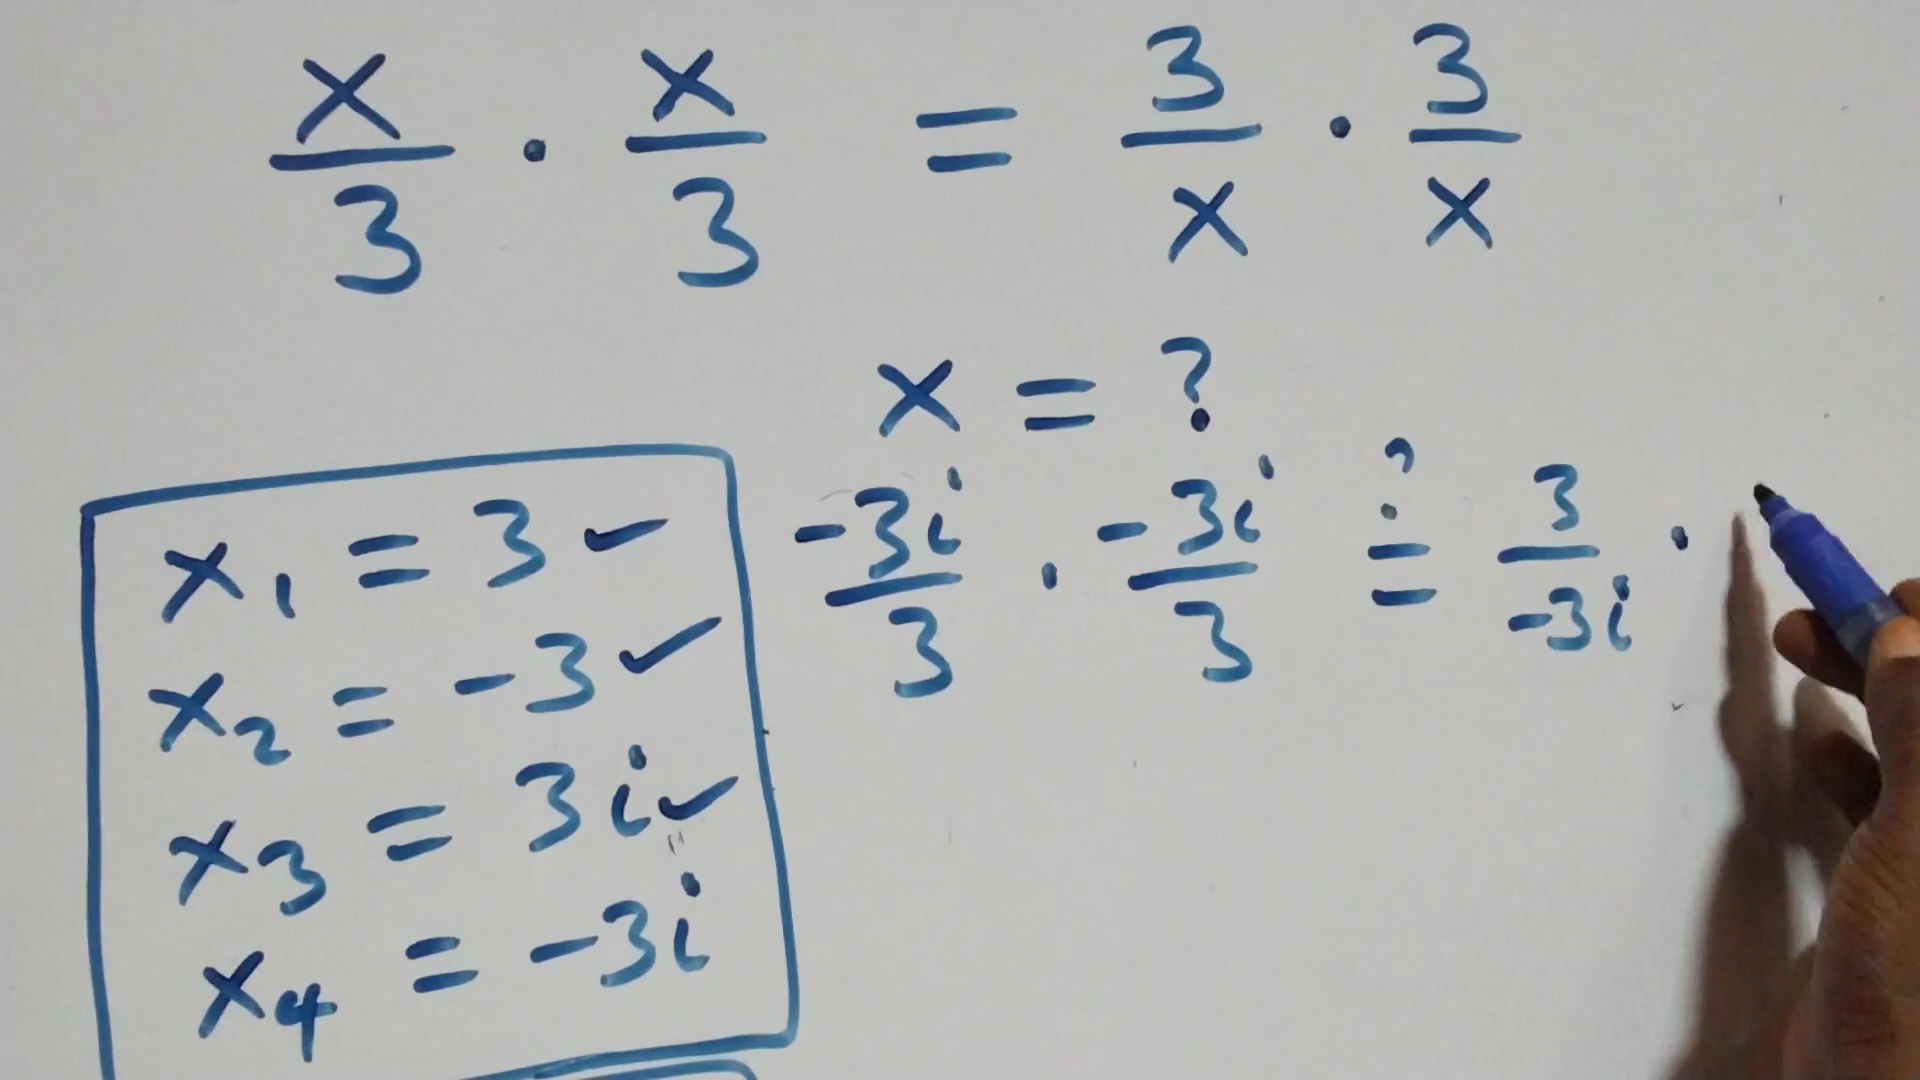 x/3 · x/3 = 3/x · 3/x
x = ?
-3i/3 · -3i/3 ?= 3/-3i ·
x₁ = 3 ✓
x₂ = -3 ✓
x₃ = 3i ✓
x₄ = -3i